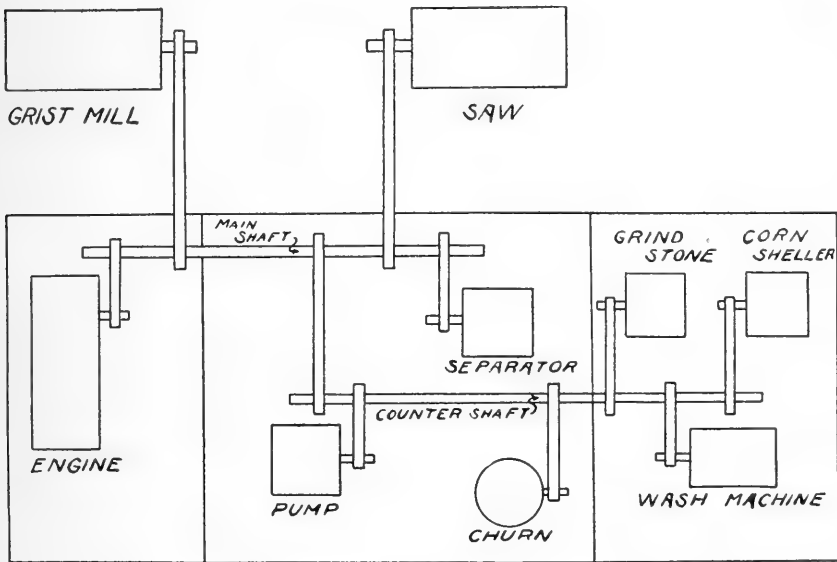 GRIST MILL
SAW
MAIN
SHAFT
GRIND
STONE
CORN
SHELLER
SEPARATOR
COUNTER SHAFT
ENGINE
PUMP
CHURN
WASH MACHINE